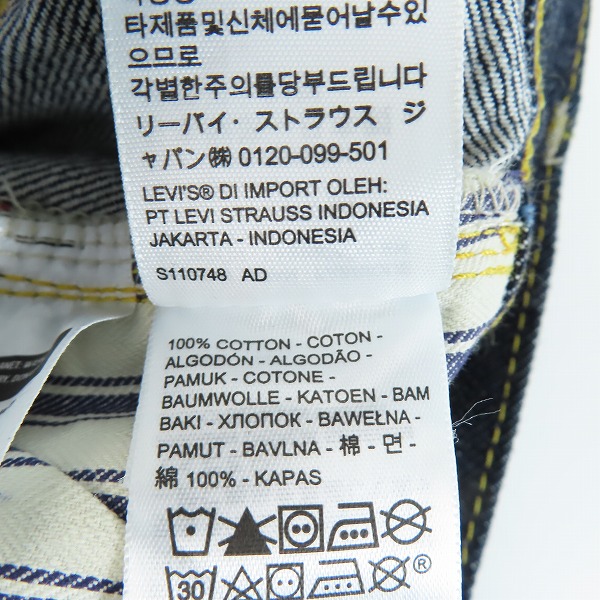 타제품및신체에묻어날수있
으므로
각별한주의를당부드립니다
リーバイ・ストラウス ジ
ャパン㈱ 0120-099-501
LEVI'S® DI IMPORT OLEH:
PT LEVI STRAUSS INDONESIA
JAKARTA - INDONESIA
S110748 AD
100% COTTON - COTON -
ALGODÓN - ALGODÃO -
PAMUK - COTONE -
BAUMWOLLE - KATOEN - BAM
BAKI - ХЛОПОК - BAWEŁNA -
PAMUT - BAVLNA - 棉 - 면 -
綿 100% - KAPAS
30
®